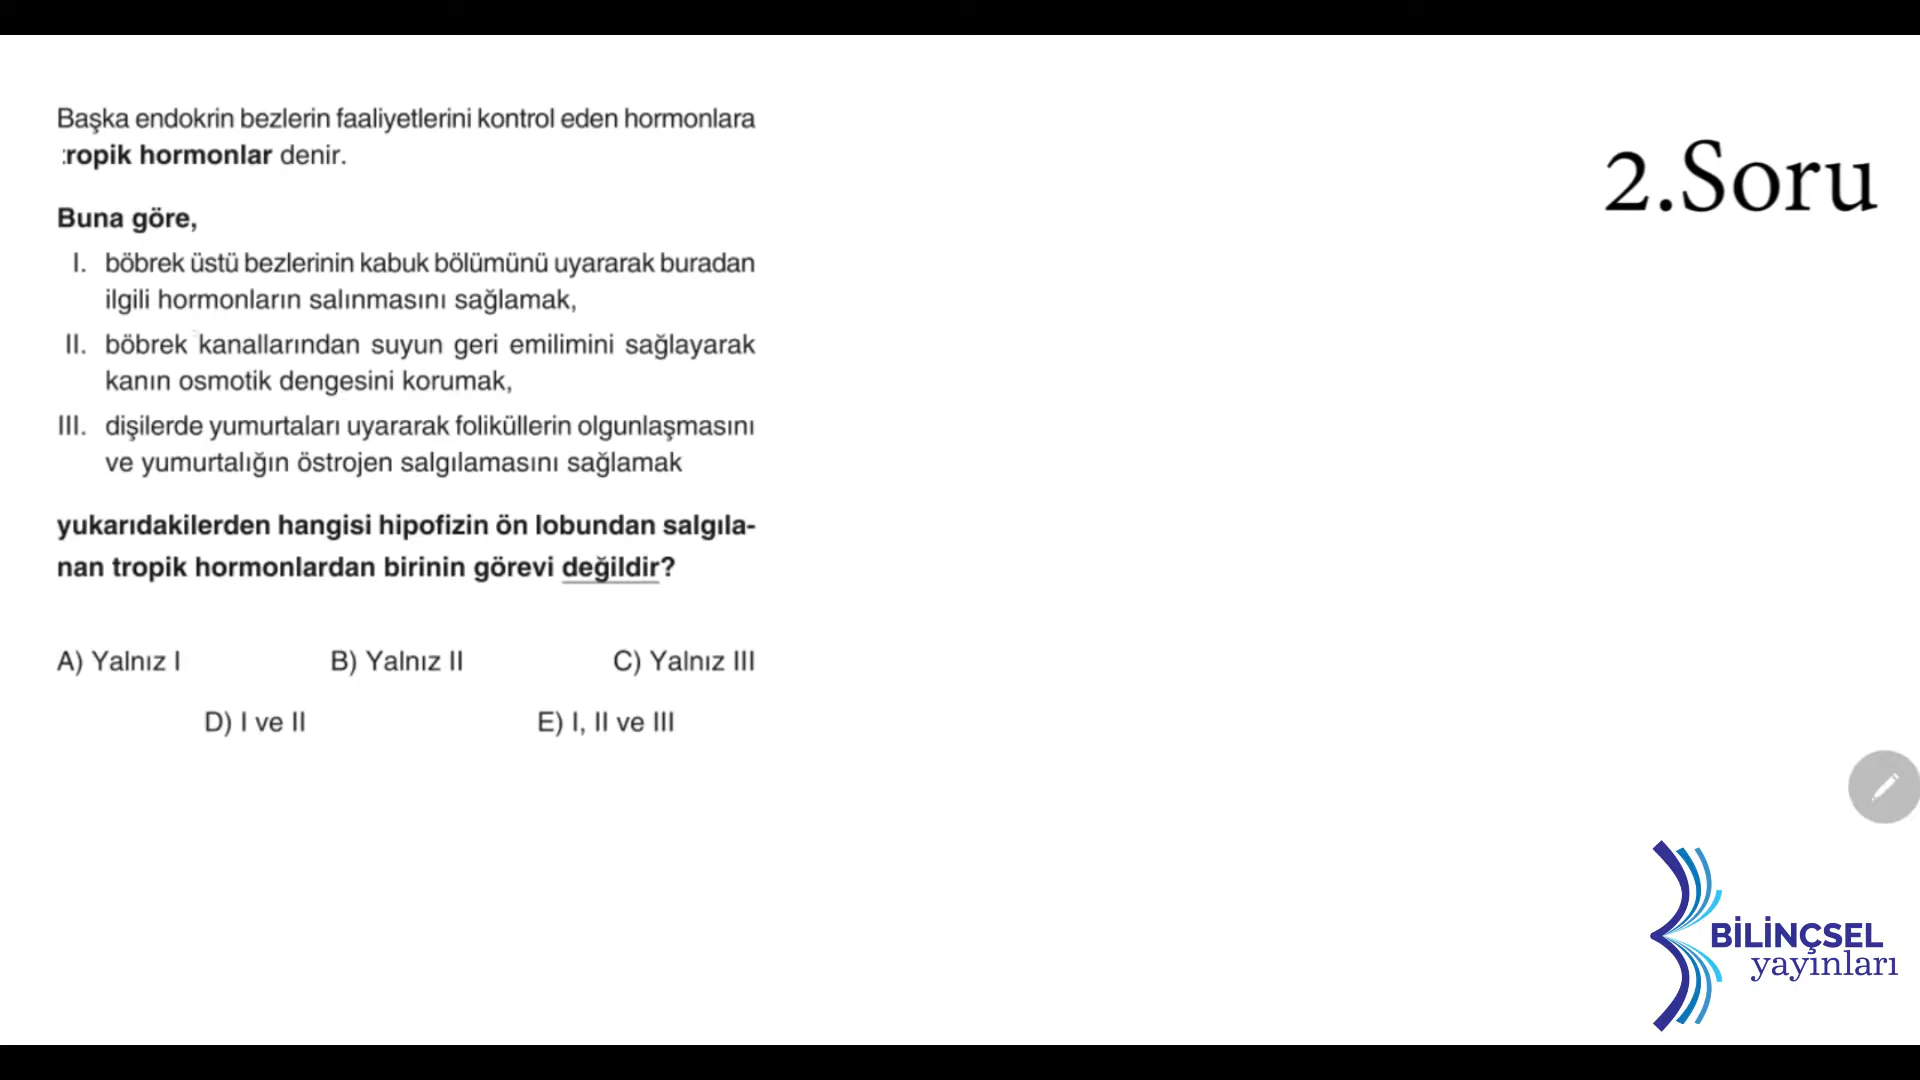 Başka endokrin bezlerin faaliyetlerini kontrol eden hormonlara
tropik hormonlar denir.
Buna göre,
I. böbrek üstü bezlerinin kabuk bölümünü uyararak buradan
ilgili hormonların salınmasını sağlamak,
II. böbrek kanallarından suyun geri emilimini sağlayarak
kanın osmotik dengesini korumak,
III. dişilerde yumurtaları uyararak foliküllerin olgunlaşmasını
ve yumurtalığın östrojen salgılamasını sağlamak
yukarıdakilerden hangisi hipofizin ön lobundan salgıla-
nan tropik hormonlardan birinin görevi değildir?
A) Yalnız I B) Yalnız II C) Yalnız III
D) I ve II E) I, II ve III
2.Soru
BİLİNÇSEL
yayınları